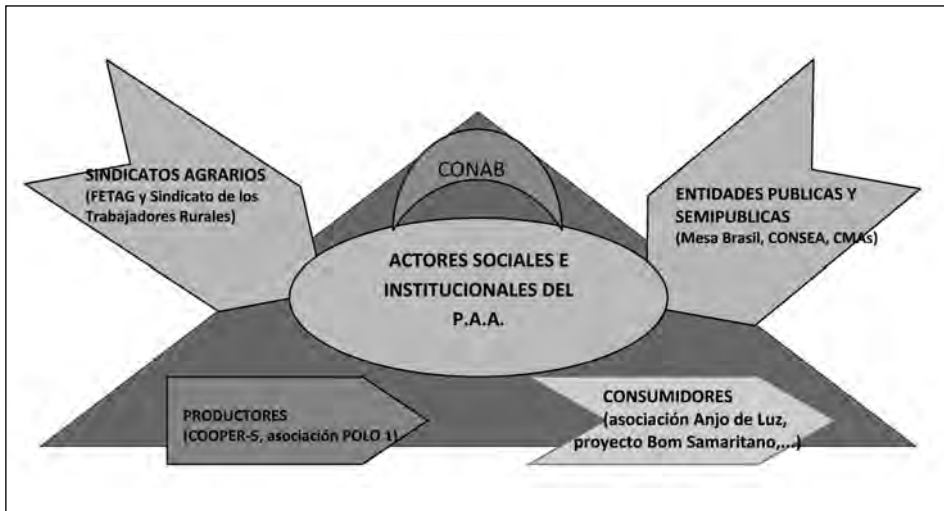 CONAB
SINDICATOS AGRARIOS
(FETAG y Sindicato de los
Trabajadores Rurales)
ENTIDADES PUBLICAS Y
SEMIPUBLICAS
(Mesa Brasil, CONSEA, CMAs)
ACTORES SOCIALES E
INSTITUCIONALES DEL
P.A.A.
PRODUCTORES
(COOPER-5, asociación POLO 1)
CONSUMIDORES
(asociación Anjo de Luz,
proyecto Bom Samaritano,...)